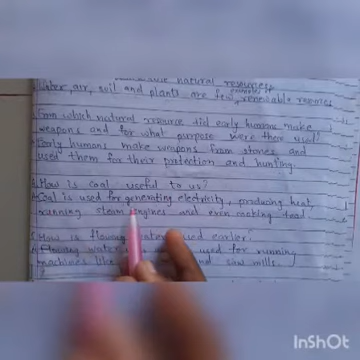 natural resources
Water, air, soil and plants are few examples renewable resources
From which natural resource did early humans make
weapons and for what purpose were them used?
Early humans make weapons from stones and
used them for their protection and hunting.
How is coal useful to us?
Coal is used for generating electricity, producing heat,
running steam engines and even making
How is flowing water used earlier?
Flowing water used for running
machines like and saw mills.
InShOt